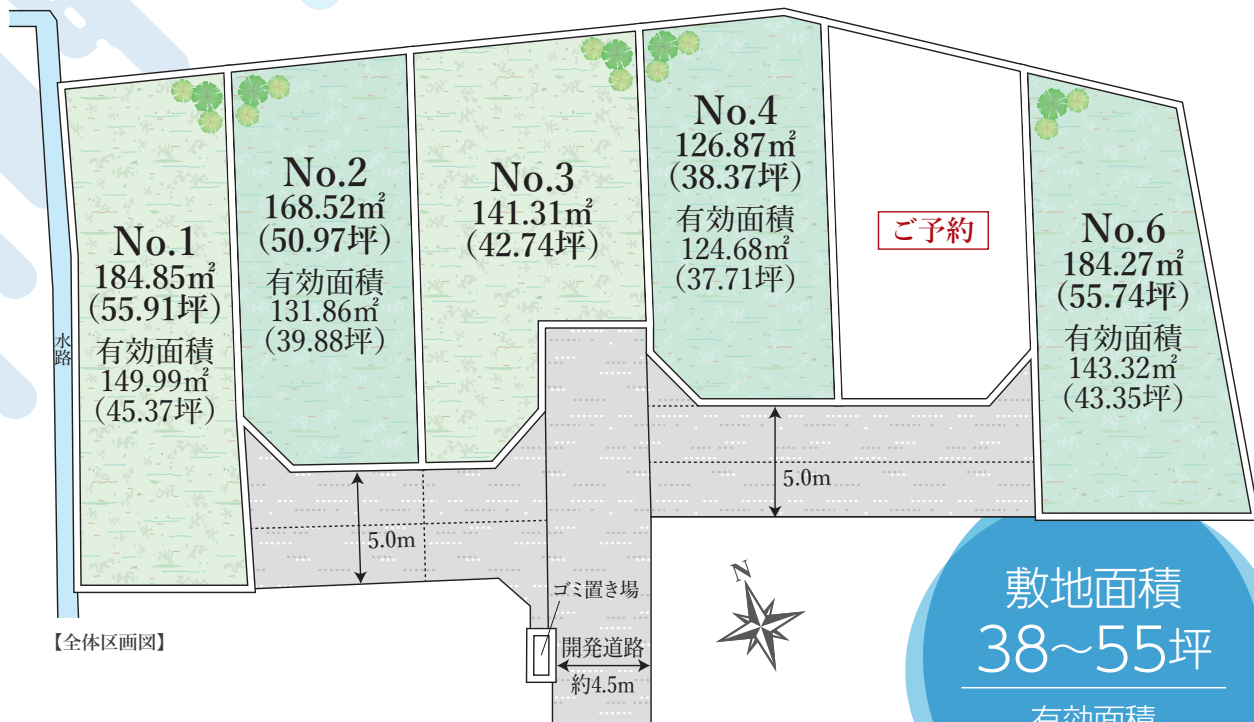 No.1
184.85㎡
(55.91坪)
有効面積
149.99㎡
(45.37坪)
No.2
168.52㎡
(50.97坪)
有効面積
131.86㎡
(39.88坪)
No.3
141.31㎡
(42.74坪)
No.4
126.87㎡
(38.37坪)
有効面積
124.68㎡
(37.71坪)
ご予約
No.6
184.27㎡
(55.74坪)
有効面積
143.32㎡
(43.35坪)
水路
5.0m
5.0m
ゴミ置き場
開発道路
約4.5m
N
【全体区画図】
敷地面積
38〜55坪
有効面積